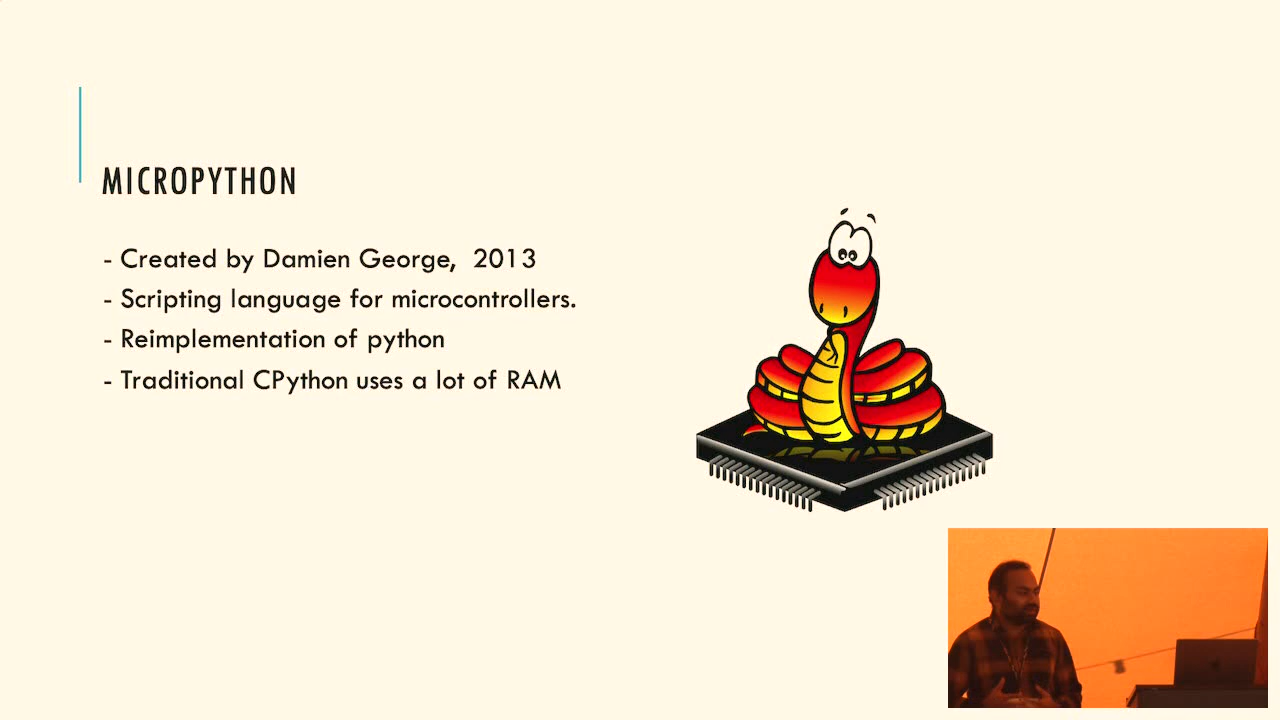 MICROPYTHON
- Created by Damien George,  2013
- Scripting language for microcontrollers.
- Reimplementation of python
- Traditional CPython uses a lot of RAM